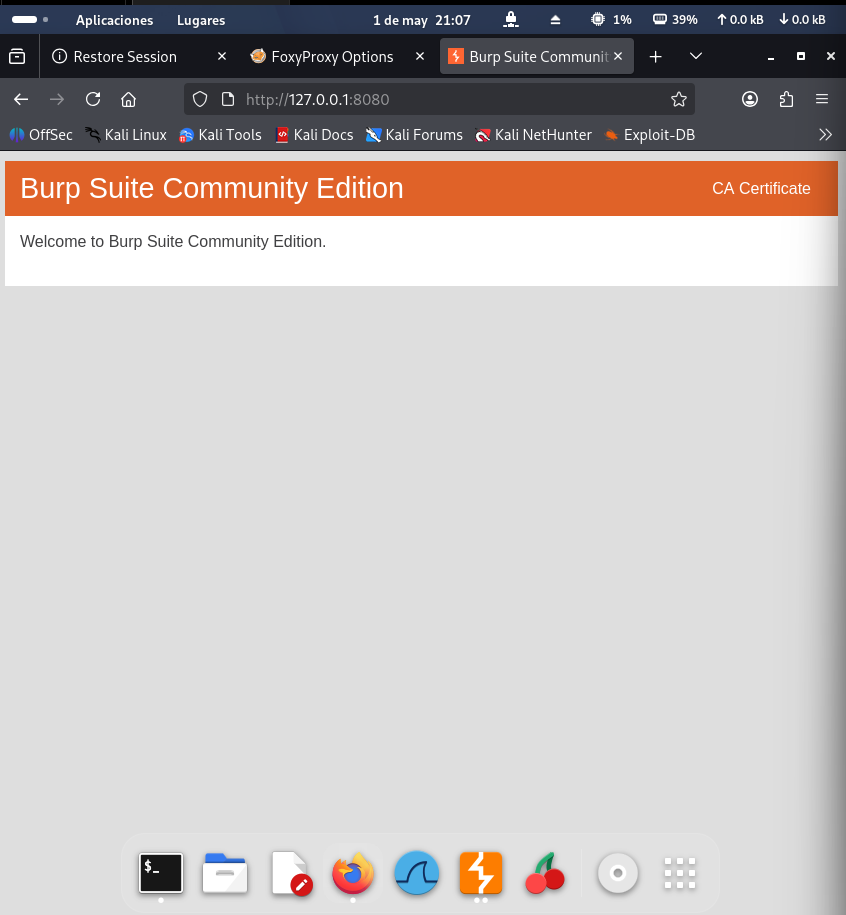 Aplicaciones Lugares 1 de may 21:07 1% 39% ↑ 0.0 kB ↓ 0.0 kB
Restore Session × FoxyProxy Options × Burp Suite Communit ×
http://127.0.0.1:8080
OffSec Kali Linux Kali Tools Kali Docs Kali Forums Kali NetHunter Exploit-DB
Burp Suite Community Edition CA Certificate
Welcome to Burp Suite Community Edition.
$_